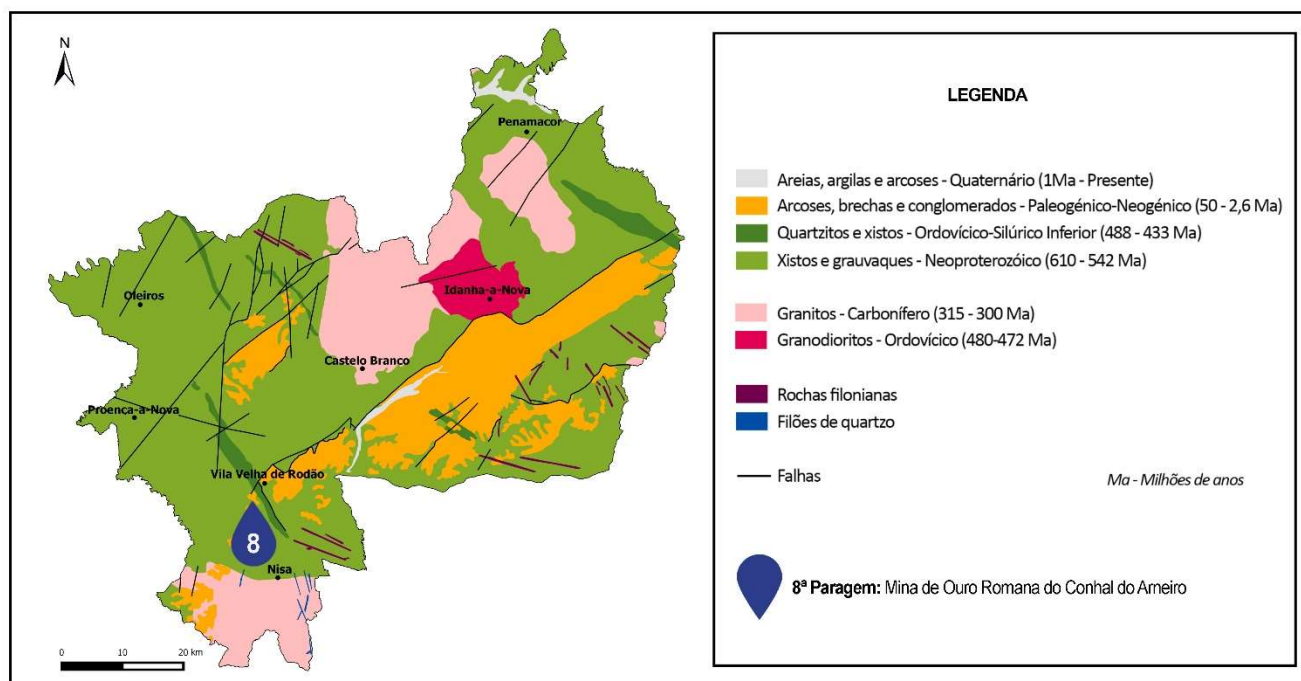 N
Penamacor
Oleiros
Idanha-a-Nova
Castelo Branco
Proença-a-Nova
Vila Velha de Rodão
8
Nisa
0 10 20 km
LEGENDA
Areias, argilas e arcoses - Quaternário (1Ma - Presente)
Arcoses, brechas e conglomerados - Paleogénico-Neogénico (50 - 2,6 Ma)
Quartzitos e xistos - Ordovícico-Silúrico Inferior (488 - 433 Ma)
Xistos e grauvaques - Neoproterozóico (610 - 542 Ma)
Granitos - Carbonífero (315 - 300 Ma)
Granodioritos - Ordovícico (480-472 Ma)
Rochas filonianas
Filões de quartzo
Falhas
Ma - Milhões de anos
8ª Paragem: Mina de Ouro Romana do Conhal do Arneiro